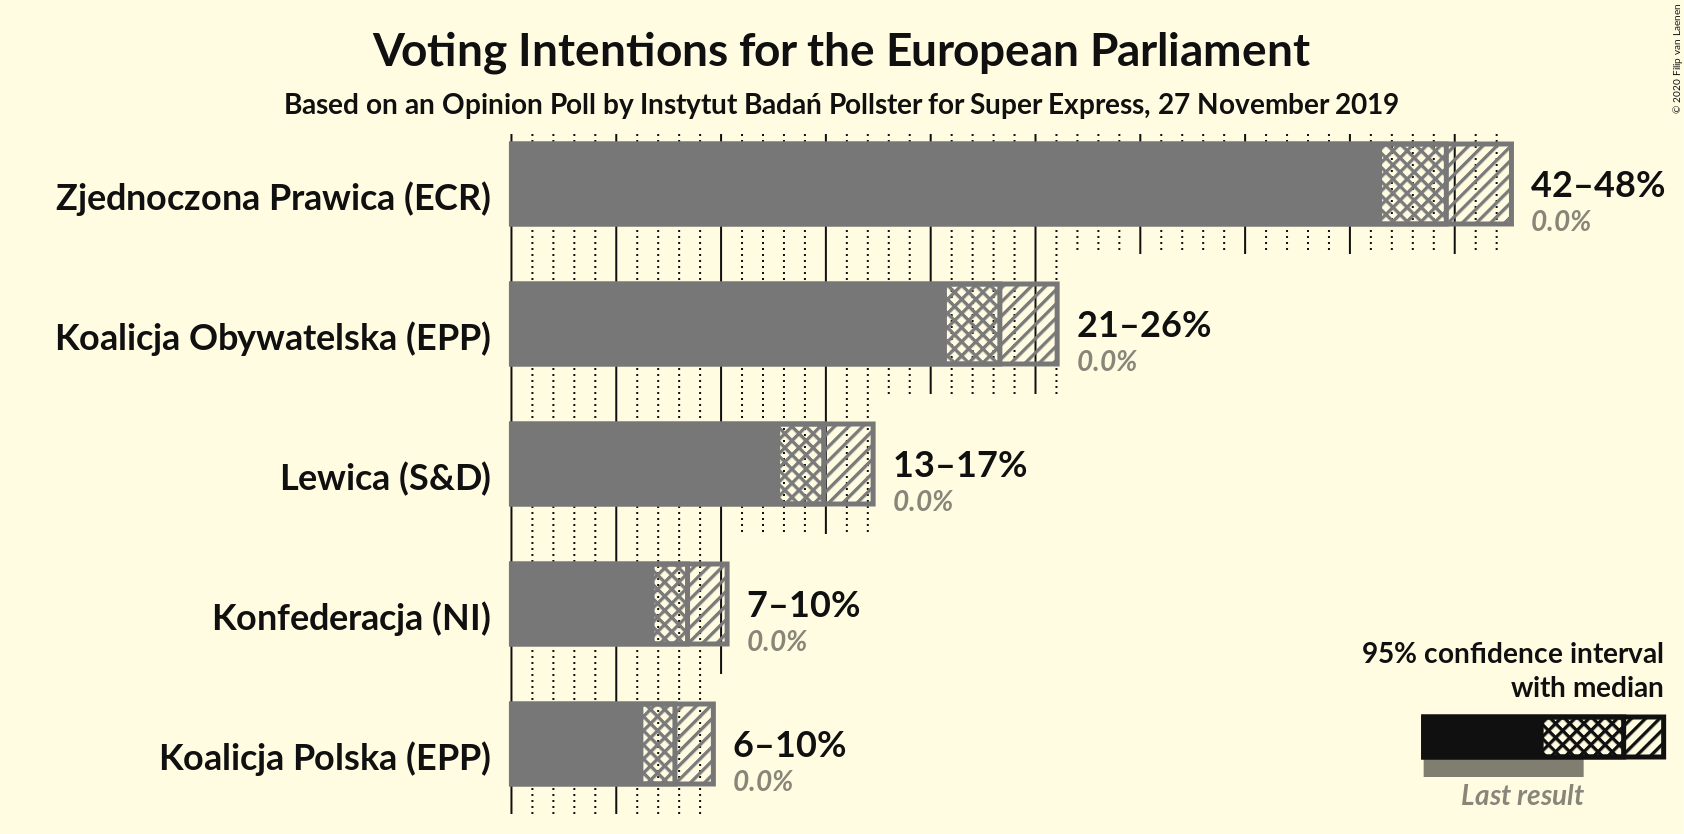 Voting Intentions for the European Parliament
Based on an Opinion Poll by Instytut Badań Pollster for Super Express, 27 November 2019
© 2020 Filip van Laenen
Zjednoczona Prawica (ECR)
42–48%
0.0%
Koalicja Obywatelska (EPP)
21–26%
0.0%
Lewica (S&D)
13–17%
0.0%
Konfederacja (NI)
7–10%
0.0%
Koalicja Polska (EPP)
6–10%
0.0%
95% confidence interval
with median
Last result